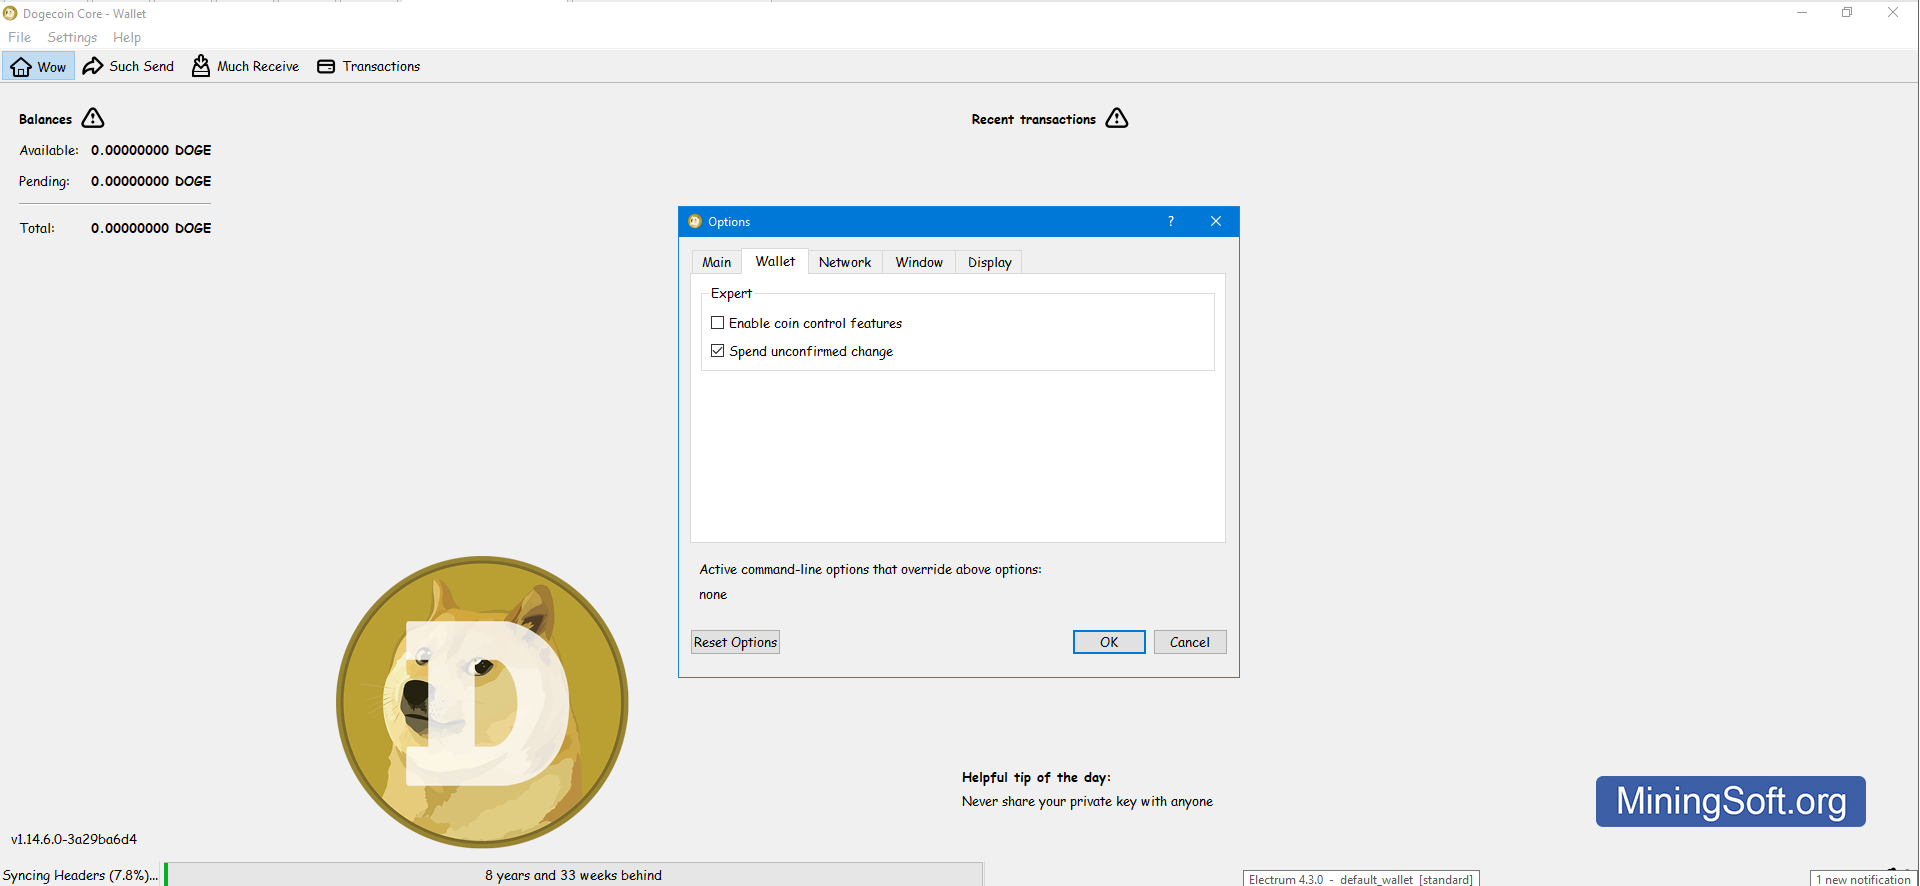 Dogecoin Core - Wallet
File Settings Help
Wow Such Send Much Receive Transactions
Balances
Available: 0.00000000 DOGE
Pending: 0.00000000 DOGE
Total: 0.00000000 DOGE
Recent transactions
Options
?
Main Wallet Network Window Display
Expert
Enable coin control features
Spend unconfirmed change
Active command-line options that override above options:
none
Reset Options OK Cancel
D
Helpful tip of the day:
Never share your private key with anyone
MiningSoft.org
v1.14.6.0-3a29ba6d4
Syncing Headers (7.8%)... 8 years and 33 weeks behind
Electrum 4.3.0 - default_wallet [standard]
1 new notification